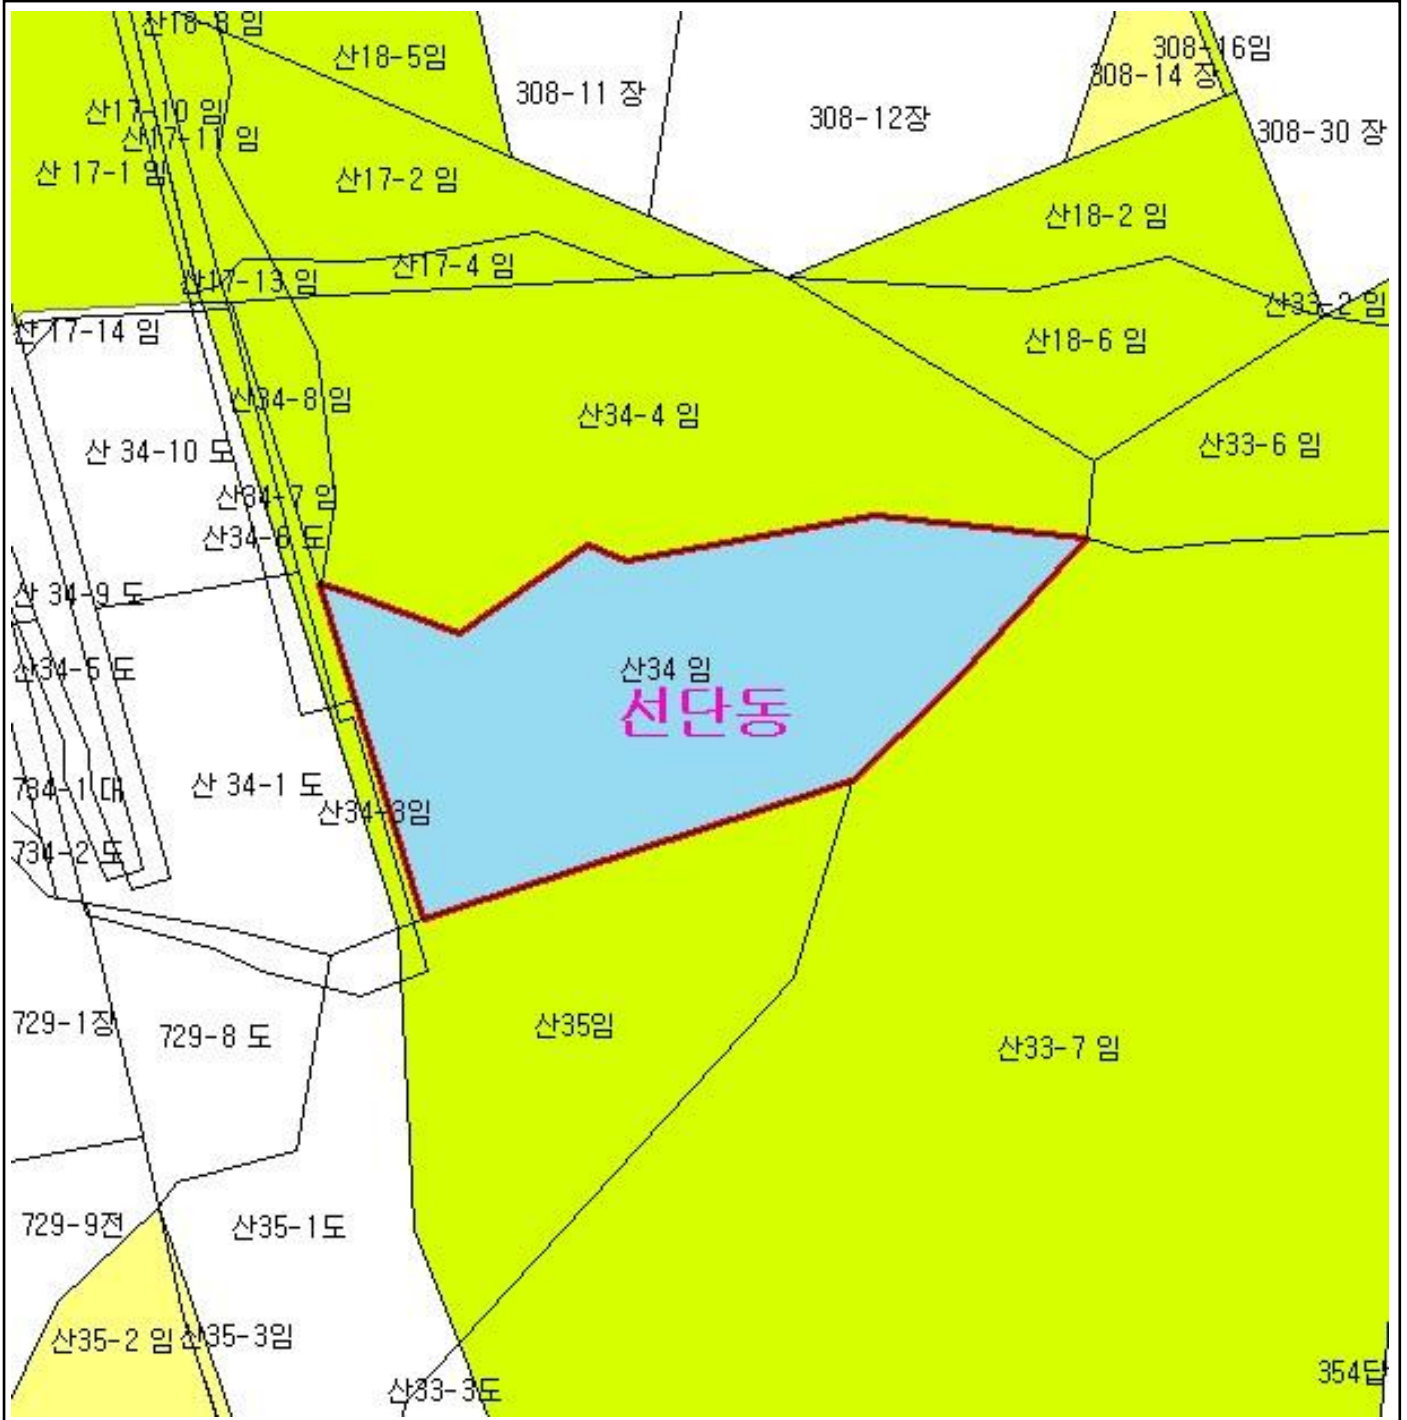 산18-8 임
산18-5임
308-11 장
308-12장
308-16임
308-14 장
308-30 장
산17-10 임
산17-11 임
산 17-1 임
산17-2 임
산18-2 임
산17-13 임
산17-4 임
산33-2 임
산 17-14 임
산18-6 임
산34-8 임
산34-4 임
산33-6 임
산 34-10 도
산34-7 임
산34-6 도
산 34-9 도
산34-5 도
산34 임
선단동
734-1 대
산 34-1 도
산34-3임
734-2 도
729-1장
729-8 도
산35임
산33-7 임
729-9전
산35-1도
산35-2 임
산35-3임
354답
산33-3도